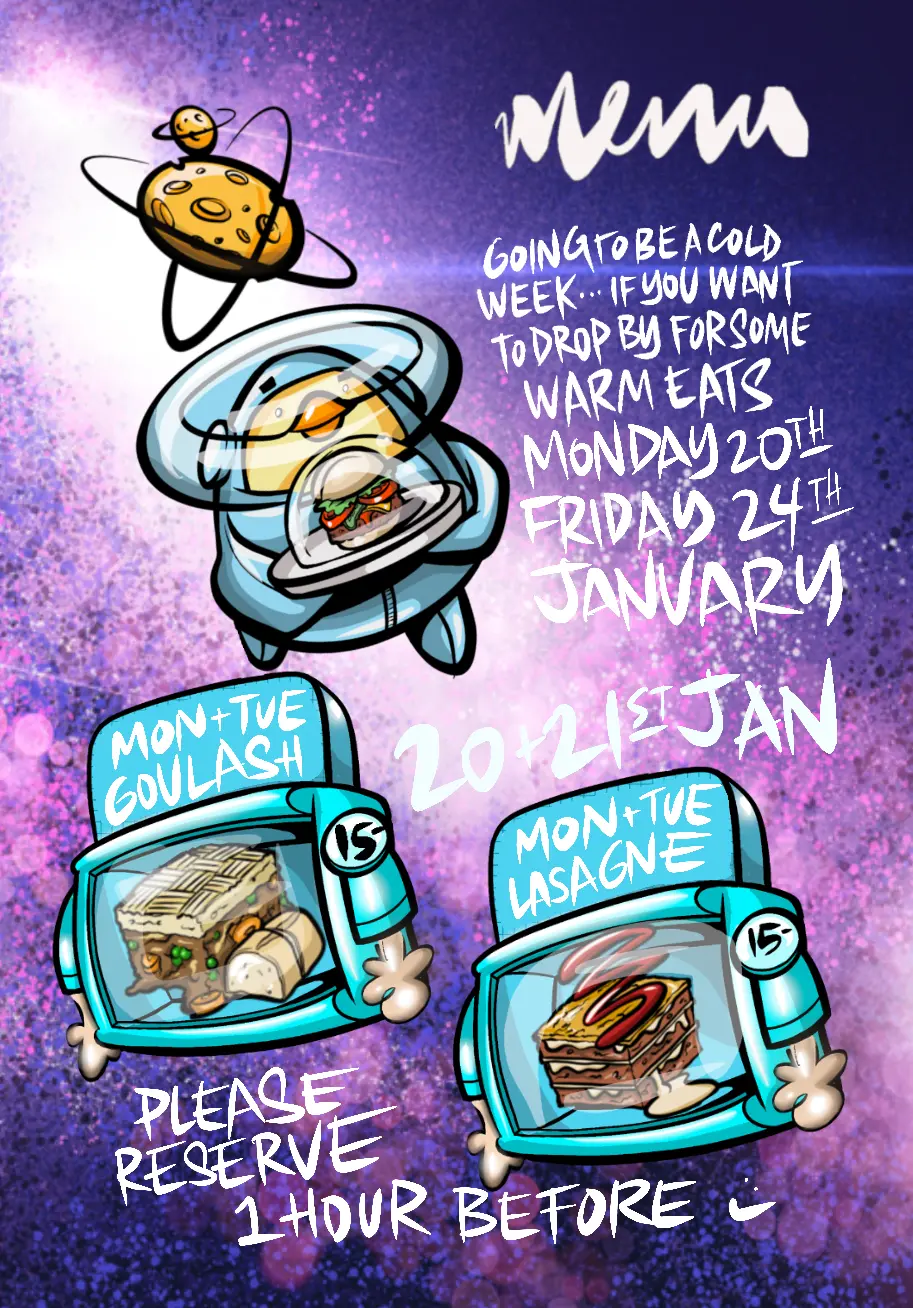 menu
GOING TO BE A COLD
WEEK... IF YOU WANT
TO DROP BY FOR SOME
WARM EATS
MONDAY 20TH
FRIDAY 24TH
JANUARY
20+21ST JAN
MON+TUE
GOULASH
15-
MON+TUE
LASAGNE
15-
PLEASE
RESERVE
1 HOUR BEFORE :)